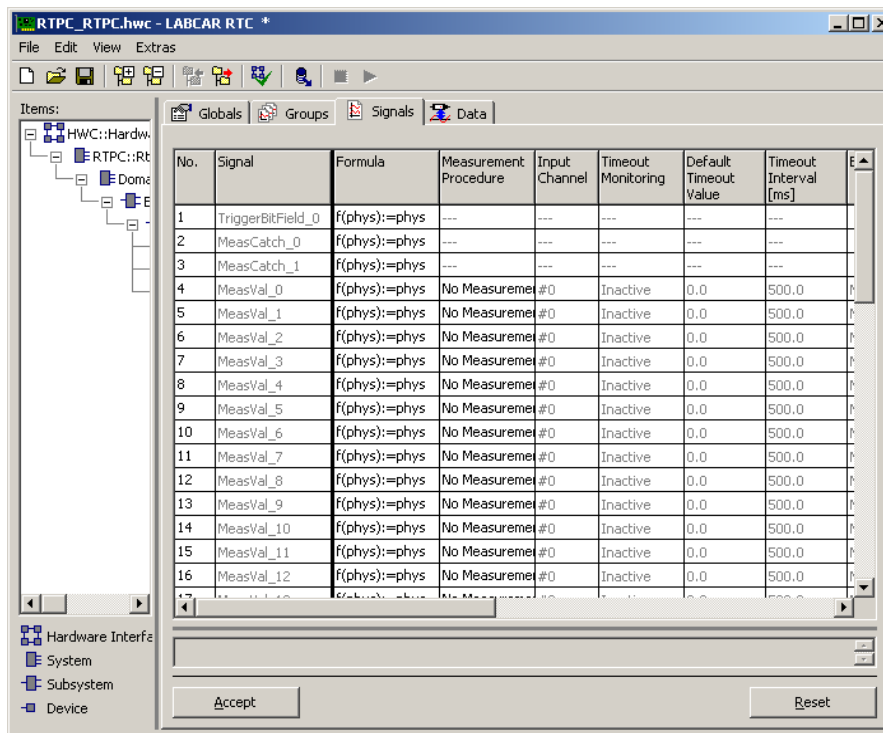 RTPC_RTPC.hwc - LABCAR RTC *
File Edit View Extras
Items:
HWC::Hardw
RTPC::Rt
Doma
E
Globals Groups Signals Data
No. Signal Formula Measurement Procedure Input Channel Timeout Monitoring Default Timeout Value Timeout Interval [ms]
1 TriggerBitField_0 f(phys):=phys --- --- --- --- ---
2 MeasCatch_0 f(phys):=phys --- --- --- --- ---
3 MeasCatch_1 f(phys):=phys --- --- --- --- ---
4 MeasVal_0 f(phys):=phys No Measureme #0 Inactive 0.0 500.0
5 MeasVal_1 f(phys):=phys No Measureme #0 Inactive 0.0 500.0
6 MeasVal_2 f(phys):=phys No Measureme #0 Inactive 0.0 500.0
7 MeasVal_3 f(phys):=phys No Measureme #0 Inactive 0.0 500.0
8 MeasVal_4 f(phys):=phys No Measureme #0 Inactive 0.0 500.0
9 MeasVal_5 f(phys):=phys No Measureme #0 Inactive 0.0 500.0
10 MeasVal_6 f(phys):=phys No Measureme #0 Inactive 0.0 500.0
11 MeasVal_7 f(phys):=phys No Measureme #0 Inactive 0.0 500.0
12 MeasVal_8 f(phys):=phys No Measureme #0 Inactive 0.0 500.0
13 MeasVal_9 f(phys):=phys No Measureme #0 Inactive 0.0 500.0
14 MeasVal_10 f(phys):=phys No Measureme #0 Inactive 0.0 500.0
15 MeasVal_11 f(phys):=phys No Measureme #0 Inactive 0.0 500.0
16 MeasVal_12 f(phys):=phys No Measureme #0 Inactive 0.0 500.0
Hardware Interfa
System
Subsystem
Device
Accept Reset